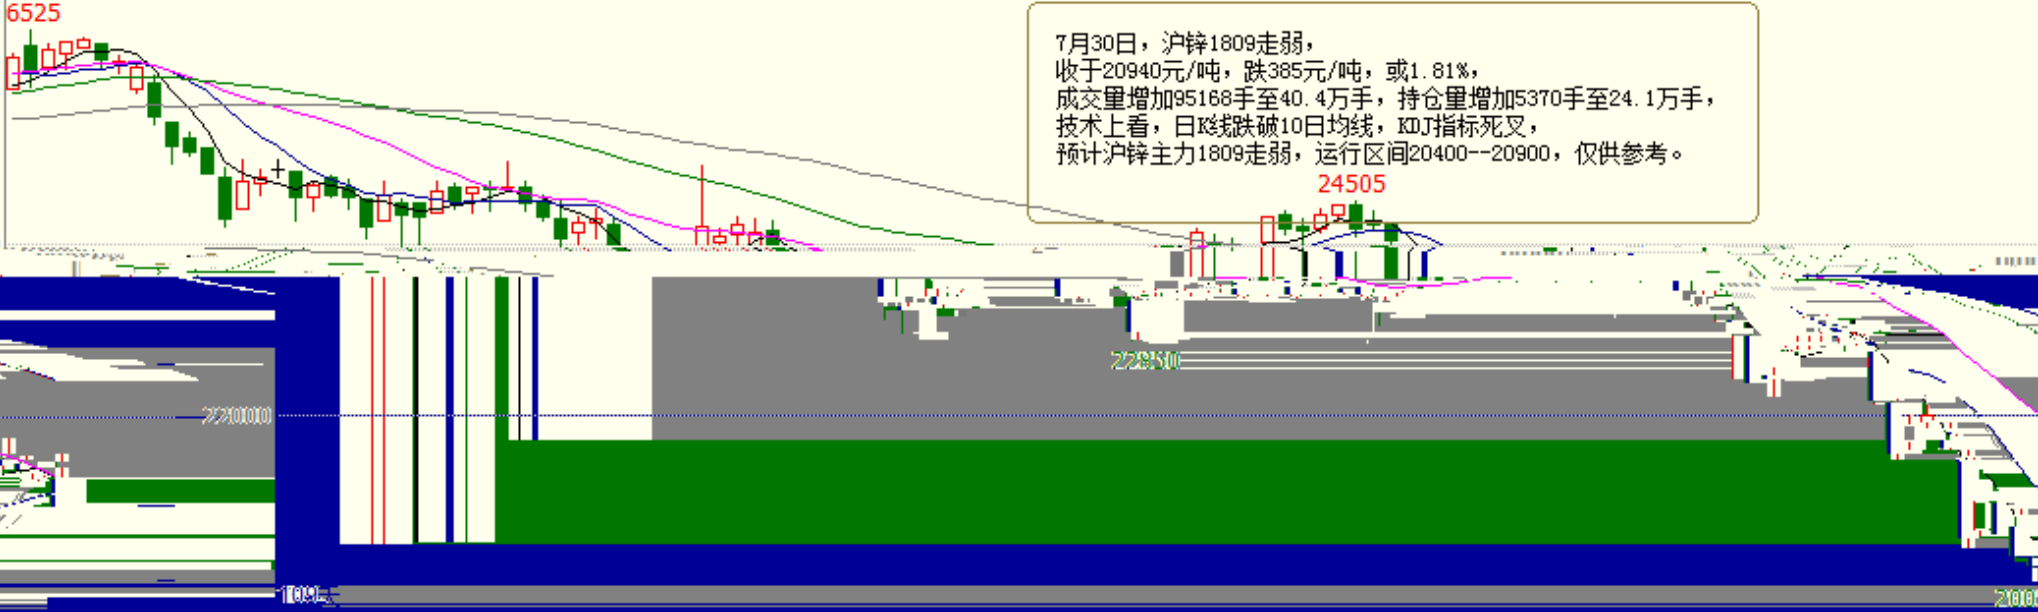 6525
7月30日，沪锌1809走弱，
收于20940元/吨，跌385元/吨，或1.81%，
成交量增加95168手至40.4万手，持仓量增加5370手至24.1万手，
技术上看，日K线跌破10日均线，KDJ指标死叉，
预计沪锌主力1809走弱，运行区间20400--20900，仅供参考。
24505
22850
22000